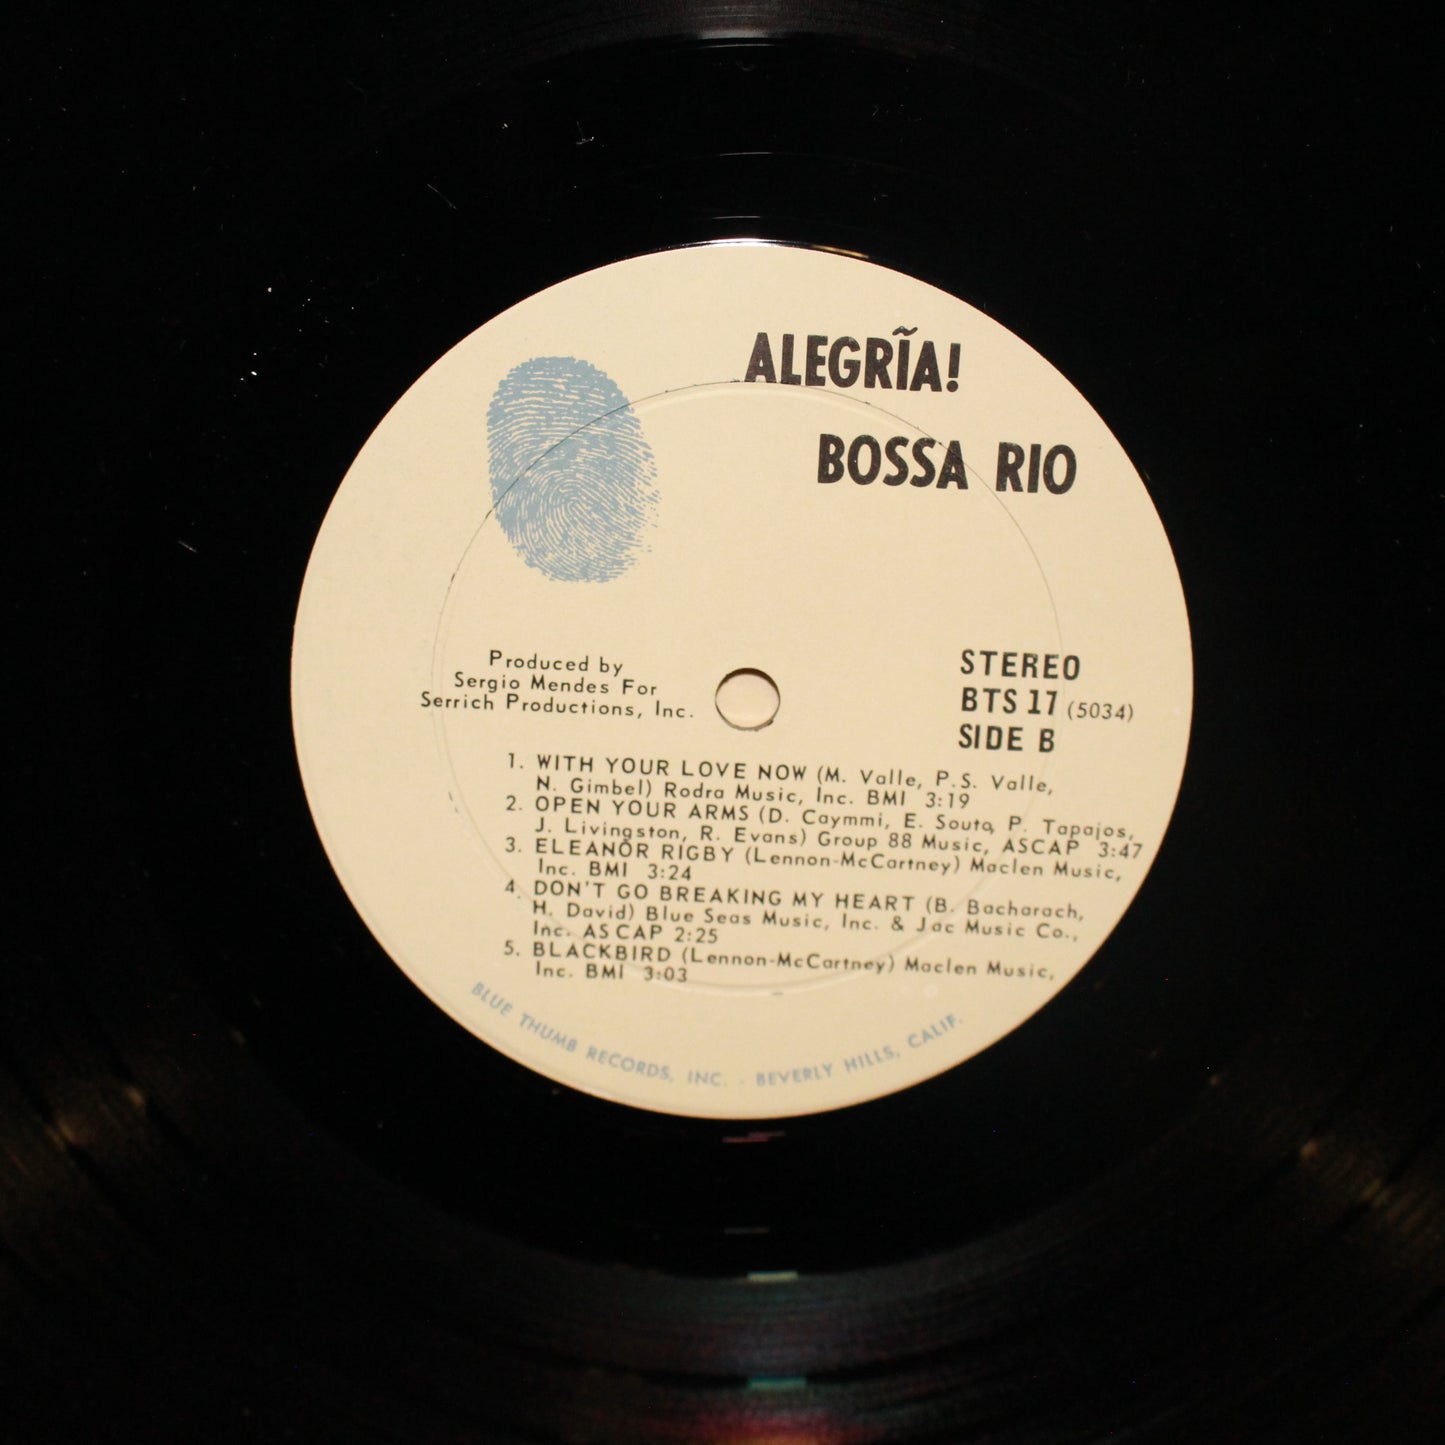 ALEGRĨA!
BOSSA RIO
Produced by
Sergio Mendes For
Serrich Productions, Inc.
STEREO
BTS 17 (5034)
SIDE B
1. WITH YOUR LOVE NOW (M. Valle, P.S. Valle,
N. Gimbel) Rodra Music, Inc. BMI 3:19
2. OPEN YOUR ARMS (D. Caymmi, E. Souto, P. Tapajos,
J. Livingston, R. Evans) Group 88 Music, ASCAP 3:47
3. ELEANOR RIGBY (Lennon-McCartney) Maclen Music,
Inc. BMI 3:24
4. DON'T GO BREAKING MY HEART (B. Bacharach,
H. David) Blue Seas Music, Inc. & Jac Music Co.,
Inc. ASCAP 2:25
5. BLACKBIRD (Lennon-McCartney) Maclen Music,
Inc. BMI 3:03
BLUE THUMB RECORDS, INC. · BEVERLY HILLS, CALIF.